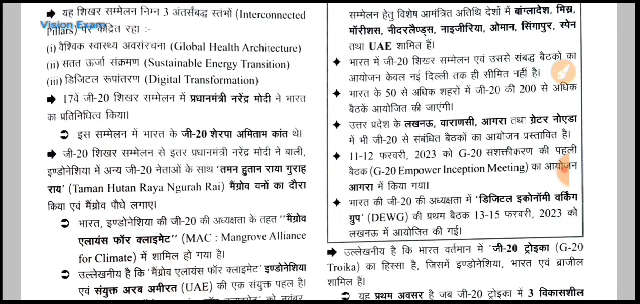 ➡ यह शिखर सम्मेलन निम्न 3 अंतर्संबद्ध स्तंभों (Interconnected
Vision Exam
Pillars) पर केंद्रित रहा :-
(i) वैश्विक स्वास्थ्य अवसंरचना (Global Health Architecture)
(ii) सतत ऊर्जा संक्रमण (Sustainable Energy Transition)
(iii) डिजिटल रूपांतरण (Digital Transformation)
➡ 17वें जी-20 शिखर सम्मेलन में प्रधानमंत्री नरेंद्र मोदी ने भारत
का प्रतिनिधित्व किया।
➲ इस सम्मेलन में भारत के जी-20 शेरपा अमिताभ कांत थे।
➡ जी-20 शिखर सम्मेलन से इतर प्रधानमंत्री नरेंद्र मोदी ने बाली,
इण्डोनेशिया में अन्य जी-20 नेताओं के साथ 'तमन हुतान राया गुराह
राय' (Taman Hutan Raya Ngurah Rai) मैंग्रोव वनों का दौरा
किया एवं मैंग्रोव पौधे लगाए।
➲ भारत, इण्डोनेशिया की जी-20 की अध्यक्षता के तहत "मैंग्रोव
एलायंस फॉर क्लाइमेट" (MAC : Mangrove Alliance
for Climate) में शामिल हो गया है।
➲ उल्लेखनीय है कि 'मैंग्रोव एलायंस फॉर क्लाइमेट' इण्डोनेशिया
एवं संयुक्त अरब अमीरात (UAE) की एक संयुक्त पहल है।
सम्मेलन हेतु विशेष आमंत्रित अतिथि देशों में बांग्लादेश, मिस्र,
मॉरीशस, नीदरलैण्ड्स, नाइजीरिया, ओमान, सिंगापुर, स्पेन
तथा UAE शामिल हैं।
✦ भारत में जी-20 शिखर सम्मेलन एवं उससे संबद्ध बैठकों का
आयोजन केवल नई दिल्ली तक ही सीमित नहीं है।
✦ भारत के 50 से अधिक शहरों में जी-20 की 200 से अधिक
बैठकें आयोजित की जाएंगी।
✦ उत्तर प्रदेश के लखनऊ, वाराणसी, आगरा तथा ग्रेटर नोएडा
में भी जी-20 से संबंधित बैठकों का आयोजन प्रस्तावित है।
✦ 11-12 फरवरी, 2023 को G-20 सशक्तीकरण की पहली
बैठक (G-20 Empower Inception Meeting) का आयोजन
आगरा में किया गया।
✦ भारत की जी-20 की अध्यक्षता में 'डिजिटल इकोनॉमी वर्किंग
ग्रुप' (DEWG) की प्रथम बैठक 13-15 फरवरी, 2023 को
लखनऊ में आयोजित की गई।
➡ उल्लेखनीय है कि भारत वर्तमान में 'जी-20 ट्रोइका (G-20
Troika) का हिस्सा है, जिसमें इण्डोनेशिया, भारत एवं ब्राजील
शामिल हैं।
➲ यह प्रथम अवसर है जब जी-20 ट्रोइका में 3 विकासशील